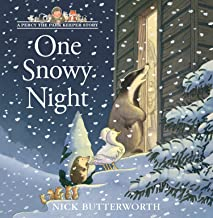 A PERCY THE PARK KEEPER STORY
One
Snowy
Night
NICK BUTTERWORTH